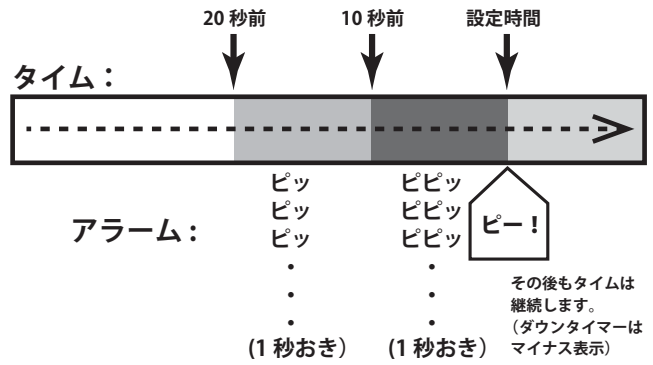 20 秒前
10 秒前
設定時間
タイム：
アラーム：
ピッ
ピッ
ピッ
・
・
・
(1 秒おき）
ピピッ
ピピッ
ピピッ
・
・
・
(1 秒おき）
ピー！
その後もタイムは
継続します。
（ダウンタイマーは
マイナス表示）